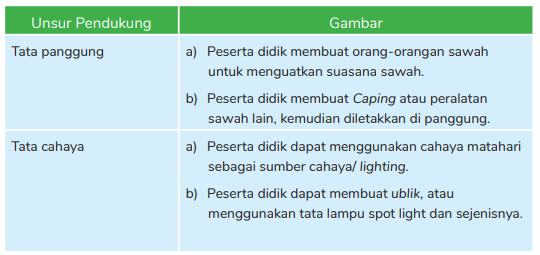 Unsur Pendukung Gambar
Tata panggung
a) Peserta didik membuat orang-orangan sawah
untuk menguatkan suasana sawah.
b) Peserta didik membuat Caping atau peralatan
sawah lain, kemudian diletakkan di panggung.
Tata cahaya
a) Peserta didik dapat menggunakan cahaya matahari
sebagai sumber cahaya/ lighting.
b) Peserta didik dapat membuat ublik, atau
menggunakan tata lampu spot light dan sejenisnya.